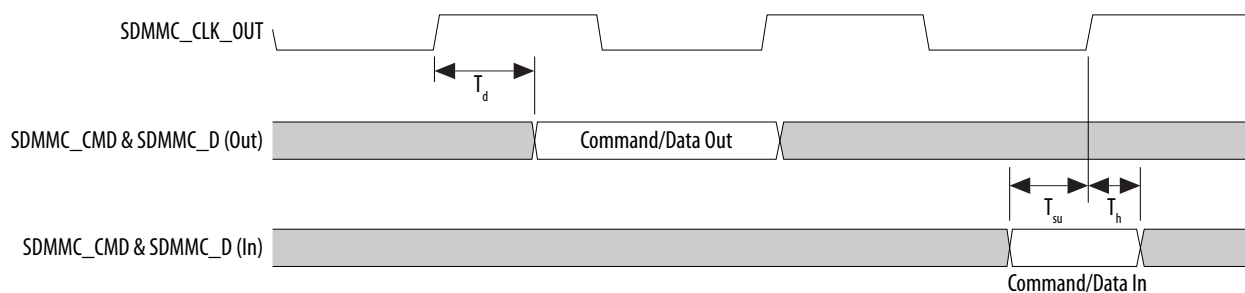 SDMMC_CLK_OUT
Td
SDMMC_CMD & SDMMC_D (Out)
Command/Data Out
Tsu
Th
SDMMC_CMD & SDMMC_D (In)
Command/Data In